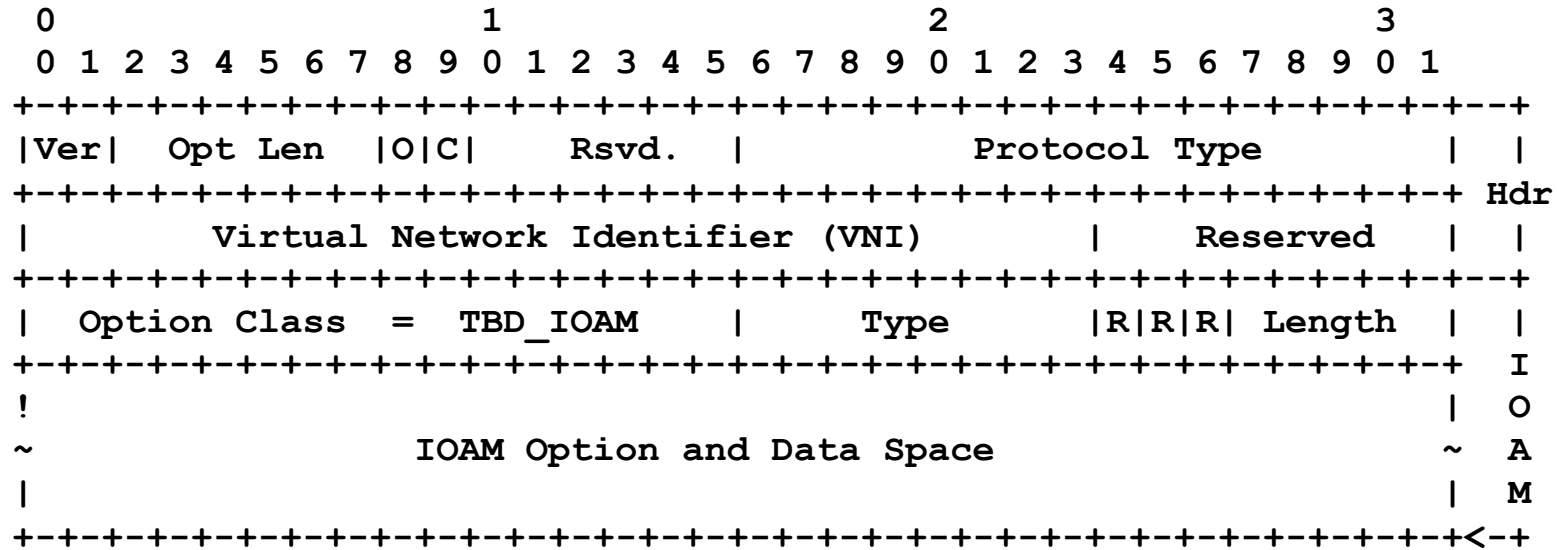 0                   1                   2                   3
 0 1 2 3 4 5 6 7 8 9 0 1 2 3 4 5 6 7 8 9 0 1 2 3 4 5 6 7 8 9 0 1
+-+-+-+-+-+-+-+-+-+-+-+-+-+-+-+-+-+-+-+-+-+-+-+-+-+-+-+-+-+-+-+-+--+
|Ver|  Opt Len  |O|C|    Rsvd.  |          Protocol Type        |  |
+-+-+-+-+-+-+-+-+-+-+-+-+-+-+-+-+-+-+-+-+-+-+-+-+-+-+-+-+-+-+-+-+ Hdr
|        Virtual Network Identifier (VNI)       |    Reserved   |  |
+-+-+-+-+-+-+-+-+-+-+-+-+-+-+-+-+-+-+-+-+-+-+-+-+-+-+-+-+-+-+-+-+--+
|  Option Class  =  TBD_IOAM    |     Type      |R|R|R| Length  |  |
+-+-+-+-+-+-+-+-+-+-+-+-+-+-+-+-+-+-+-+-+-+-+-+-+-+-+-+-+-+-+-+-+  I
!                                                               |  O
~                 IOAM Option and Data Space                    ~  A
|                                                               |  M
+-+-+-+-+-+-+-+-+-+-+-+-+-+-+-+-+-+-+-+-+-+-+-+-+-+-+-+-+-+-+-+-+<-+